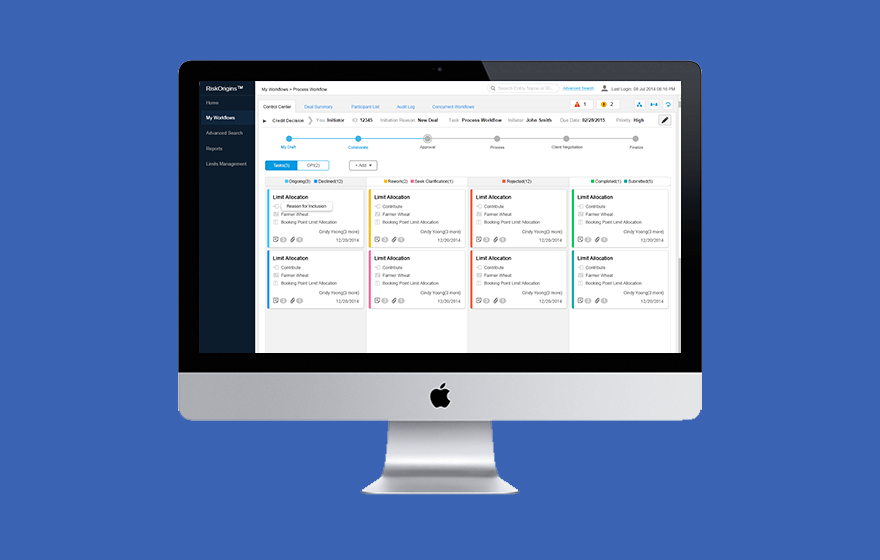 RiskOrigins™
My Workflows > Process Workflow
Search Entity Name or ID...
Advanced Search
Last Login: 08 Jul 2014 08:16 PM
Home
My Workflows
Advanced Search
Reports
Limits Management
Control Center
Deal Summary
Participant List
Audit Log
Concurrent Workflows
1
2
Credit Decision
You: Initiator
ID: 12345
Initiation Reason: New Deal
Task: Process Workflow
Initiator: John Smith
Due Date: 02/28/2015
Priority: High
My Draft
Collaborate
Approval
Process
Client Negotiation
Finalize
+ Add
Ongoing(3) Declined(12)
Rework(2) Seek Clarification(1)
Rejected(12)
Completed(1) Submitted(5)
Limit Allocation
Reason for Inclusion
Farmer Wheat
Booking Point Limit Allocation
Cindy Yoong(3 more)
12/20/2014
Limit Allocation
Contribute
Farmer Wheat
Booking Point Limit Allocation
Cindy Yoong(3 more)
12/20/2014
Limit Allocation
Contribute
Farmer Wheat
Booking Point Limit Allocation
Cindy Yoong(3 more)
12/20/2014
Limit Allocation
Contribute
Farmer Wheat
Booking Point Limit Allocation
Cindy Yoong(3 more)
12/20/2014
Limit Allocation
Contribute
Farmer Wheat
Booking Point Limit Allocation
Cindy Yoong(3 more)
12/20/2014
Limit Allocation
Contribute
Farmer Wheat
Booking Point Limit Allocation
Cindy Yoong(3 more)
12/20/2014
Limit Allocation
Contribute
Farmer Wheat
Booking Point Limit Allocation
Cindy Yoong(3 more)
12/20/2014
Limit Allocation
Contribute
Farmer Wheat
Booking Point Limit Allocation
Cindy Yoong(3 more)
12/20/2014